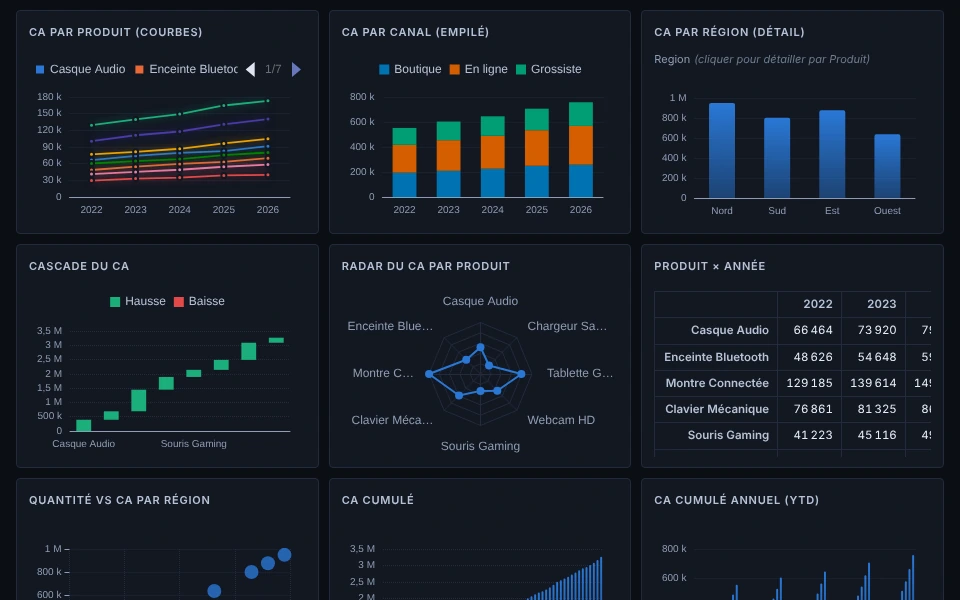 CA PAR PRODUIT (COURBES)
Casque Audio Enceinte Bluetoo 1/7
180 k
150 k
120 k
90 k
60 k
30 k
0
2022 2023 2024 2025 2026
CA PAR CANAL (EMPILÉ)
Boutique En ligne Grossiste
800 k
600 k
400 k
200 k
0
2022 2023 2024 2025 2026
CA PAR RÉGION (DÉTAIL)
Region (cliquer pour détailler par Produit)
1 M
800 k
600 k
400 k
200 k
0
Nord Sud Est Ouest
CASCADE DU CA
Hausse Baisse
3,5 M
3 M
2,5 M
2 M
1,5 M
1 M
500 k
0
Casque Audio Souris Gaming
RADAR DU CA PAR PRODUIT
Casque Audio
Enceinte Blue… Chargeur Sa…
Montre C… Tablette G…
Clavier Méca… Webcam HD
Souris Gaming
PRODUIT × ANNÉE
2022 2023
Casque Audio 66 464 73 920
Enceinte Bluetooth 48 626 54 648
Montre Connectée 129 185 139 614
Clavier Mécanique 76 861 81 325
Souris Gaming 41 223 45 116
QUANTITÉ VS CA PAR RÉGION
1 M
800 k
600 k
CA CUMULÉ
3,5 M
3 M
2,5 M
2 M
CA CUMULÉ ANNUEL (YTD)
800 k
600 k